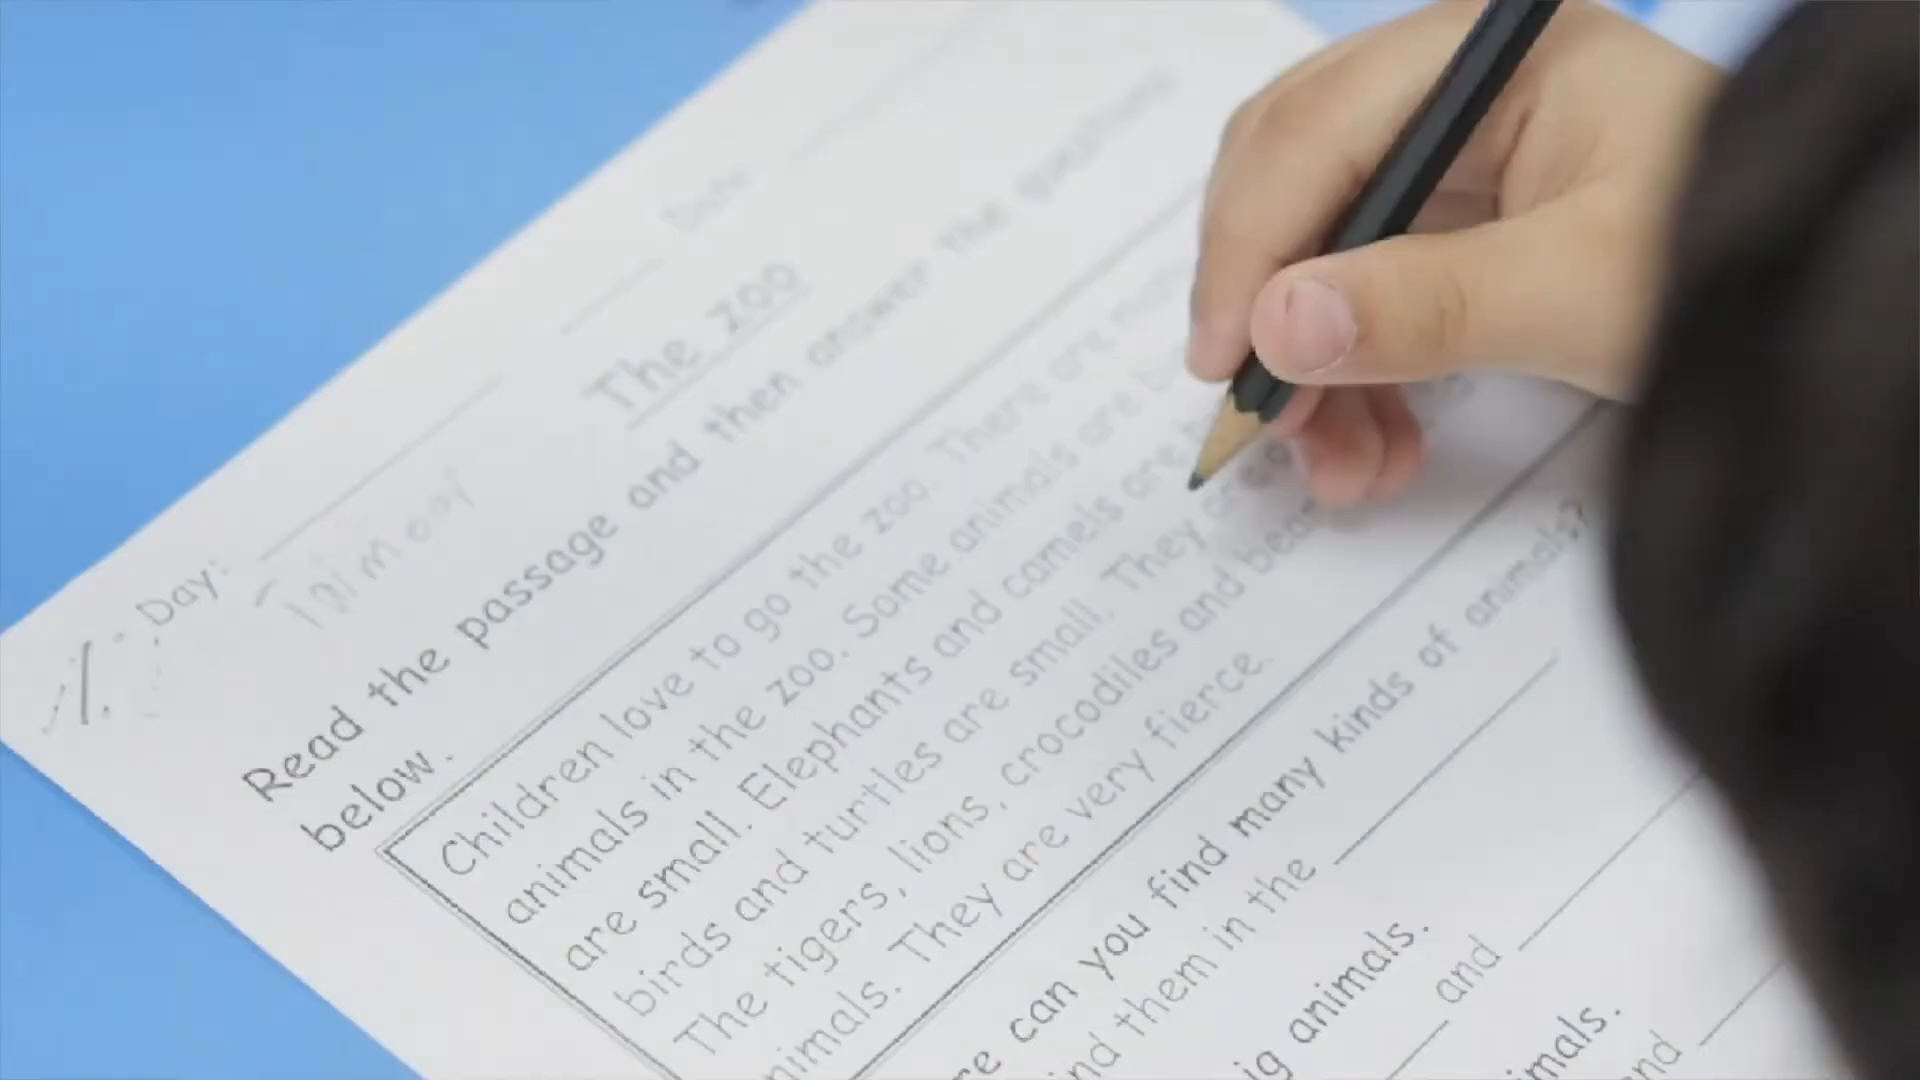 Date
The zoo
Day:
Read the passage and then answer the questions
below.
Children love to go the zoo. There are many
animals in the zoo. Some animals are
are small. Elephants and camels are
birds and turtles are small. They are
The tigers, lions, crocodiles and
animals. They are very fierce.
can you find many kinds of animals?
them in the
animals.
and
and